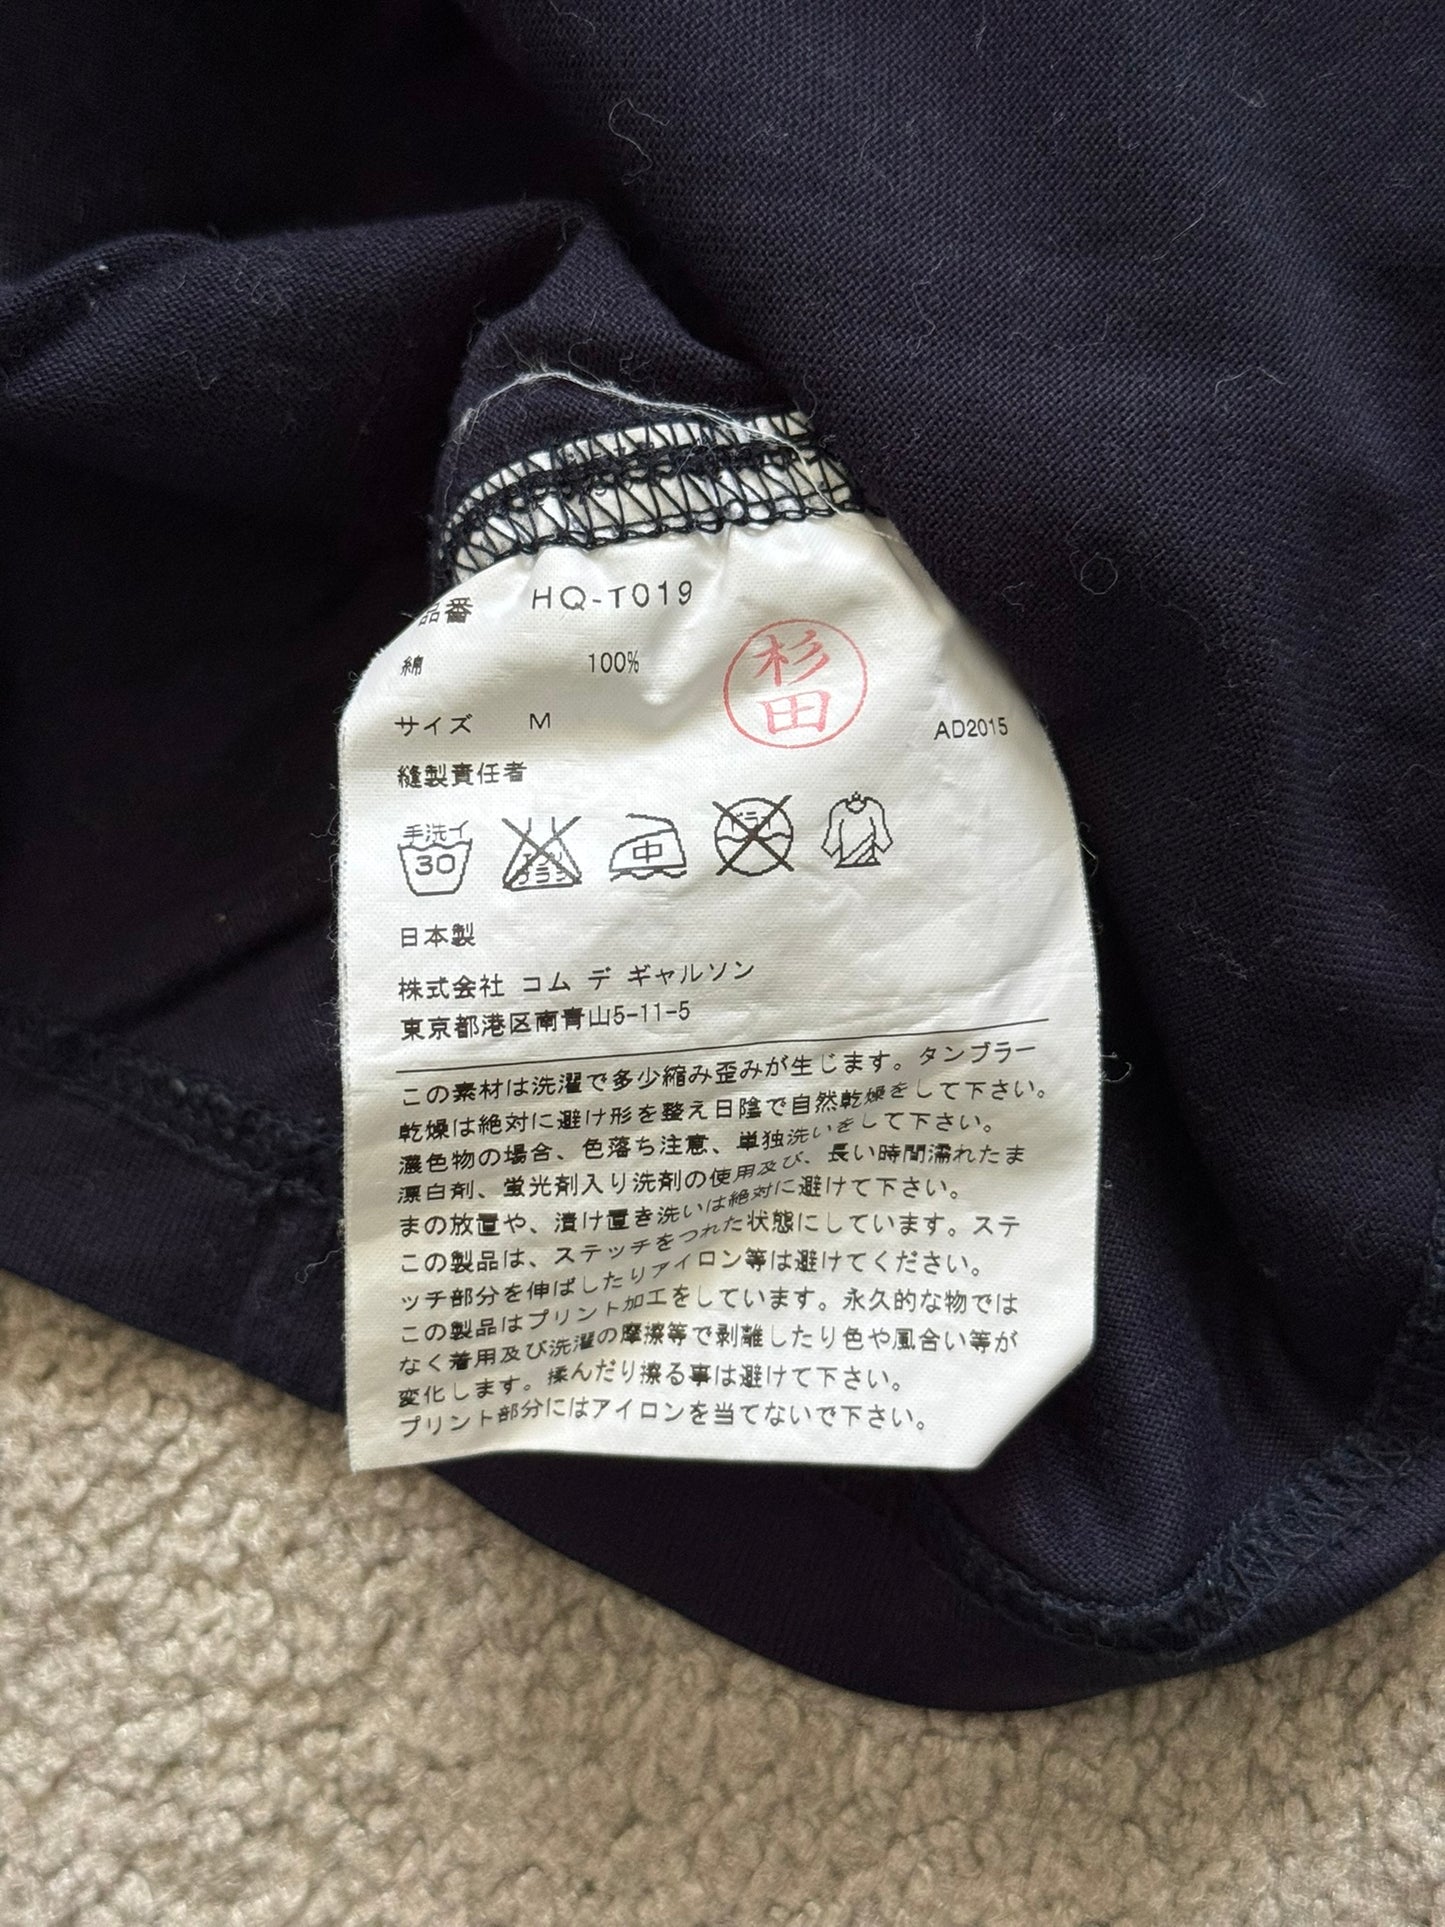 品番 HQ-T019
綿 100%
杉田
サイズ M AD2015
縫製責任者
手洗イ
30
中
ドライ
日本製
株式会社 コム デ ギャルソン
東京都港区南青山5-11-5
この素材は洗濯で多少縮み歪みが生じます。タンブラー
乾燥は絶対に避け形を整え日陰で自然乾燥をして下さい。
濃色物の場合、色落ち注意、単独洗いをして下さい。
漂白剤、蛍光剤入り洗剤の使用及び、長い時間濡れたま
まの放置や、漬け置き洗いは絶対に避けて下さい。
この製品は、ステッチをつれた状態にしています。ステ
ッチ部分を伸ばしたりアイロン等は避けてください。
この製品はプリント加工をしています。永久的な物では
なく着用及び洗濯の摩擦等で剥離したり色や風合い等が
変化します。揉んだり擦る事は避けて下さい。
プリント部分にはアイロンを当てないで下さい。